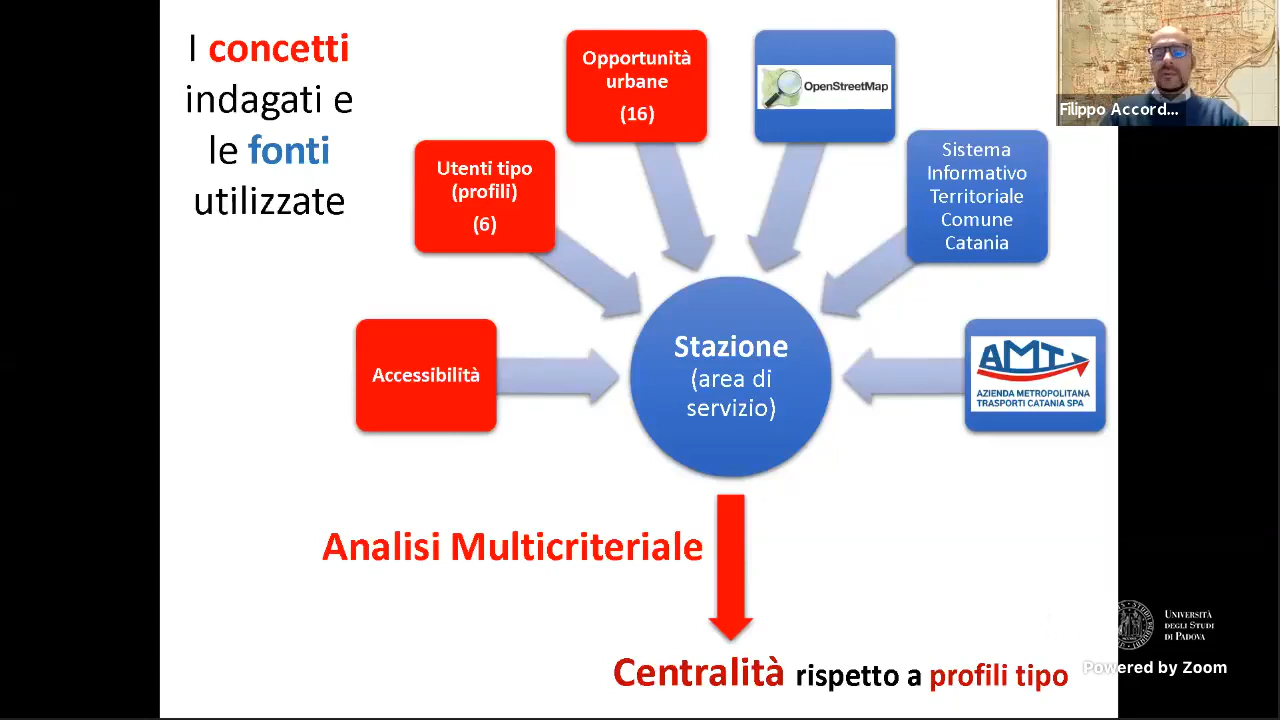 I concetti
indagati e
le fonti
utilizzate
Opportunità
urbane
(16)
OpenStreetMap
Filippo Accord...
Utenti tipo
(profili)
(6)
Sistema
Informativo
Territoriale
Comune
Catania
Accessibilità
Stazione
(area di
servizio)
AMT
AZIENDA METROPOLITANA
TRASPORTI CATANIA SPA
Analisi Multicriteriale
Centralità rispetto a profili tipo
UNIVERSITÀ
DEGLI STUDI
DI PADOVA
Powered by Zoom